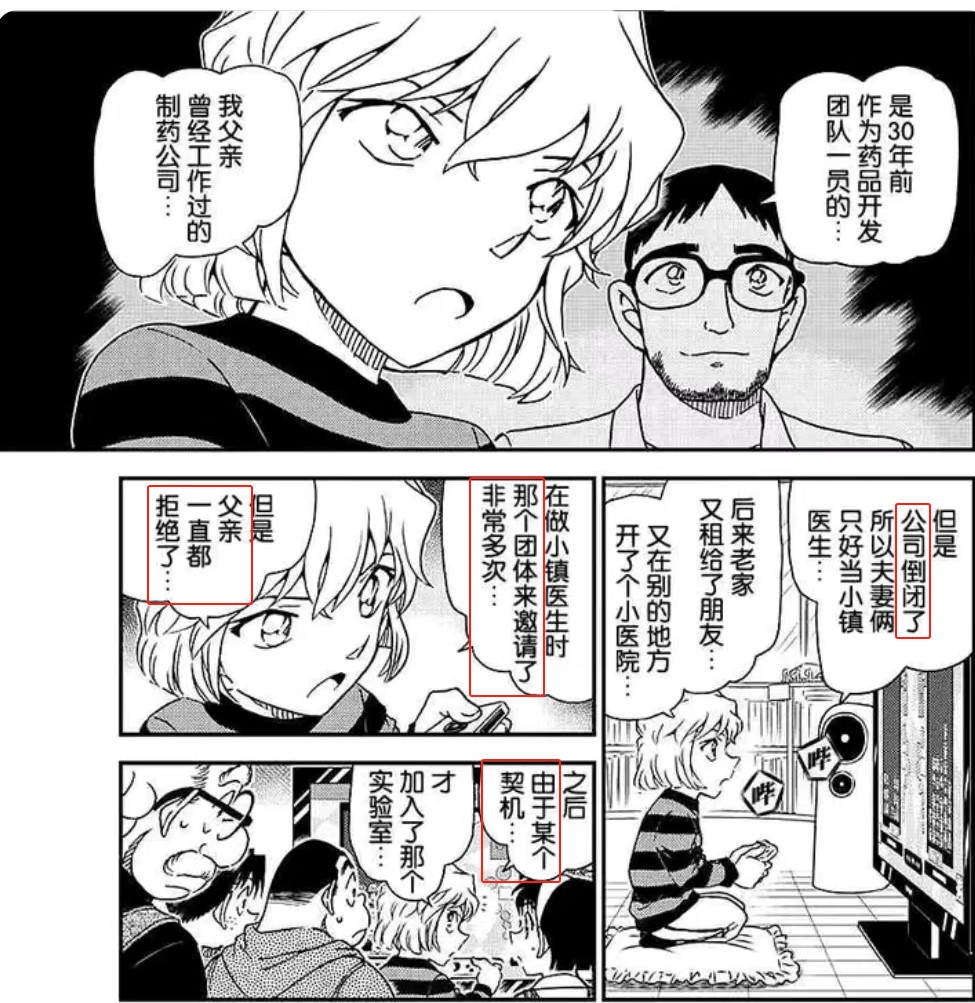 是30年前
作为药品开发
团队一员的…
我父亲
曾经工作过的
制药公司…
但是
公司倒闭了
所以夫妻俩
只好当小镇
医生…
后来老家
又租给了朋友…
又在别的地方
开了个小医院…
哔
哔
在做小镇医生时
那个团体来邀请了
非常多次…
但是
父亲
一直都
拒绝了…
之后
由于某个
契机…
才
加入了那个
实验室…